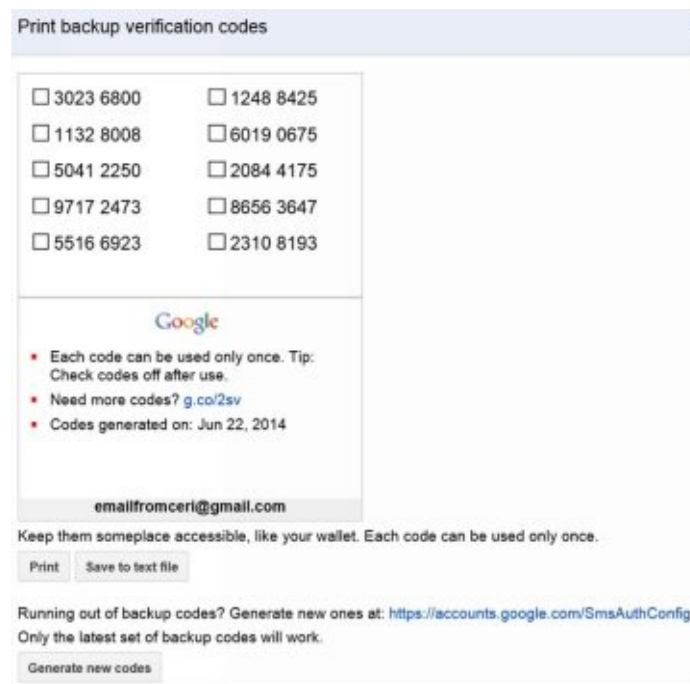 Print backup verification codes
3023 6800 1248 8425
1132 8008 6019 0675
5041 2250 2084 4175
9717 2473 8656 3647
5516 6923 2310 8193
Google
Each code can be used only once. Tip:
Check codes off after use.
Need more codes? g.co/2sv
Codes generated on: Jun 22, 2014
emailfromceri@gmail.com
Keep them someplace accessible, like your wallet. Each code can be used only once.
Print Save to text file
Running out of backup codes? Generate new ones at: https://accounts.google.com/SmsAuthConfig
Only the latest set of backup codes will work.
Generate new codes